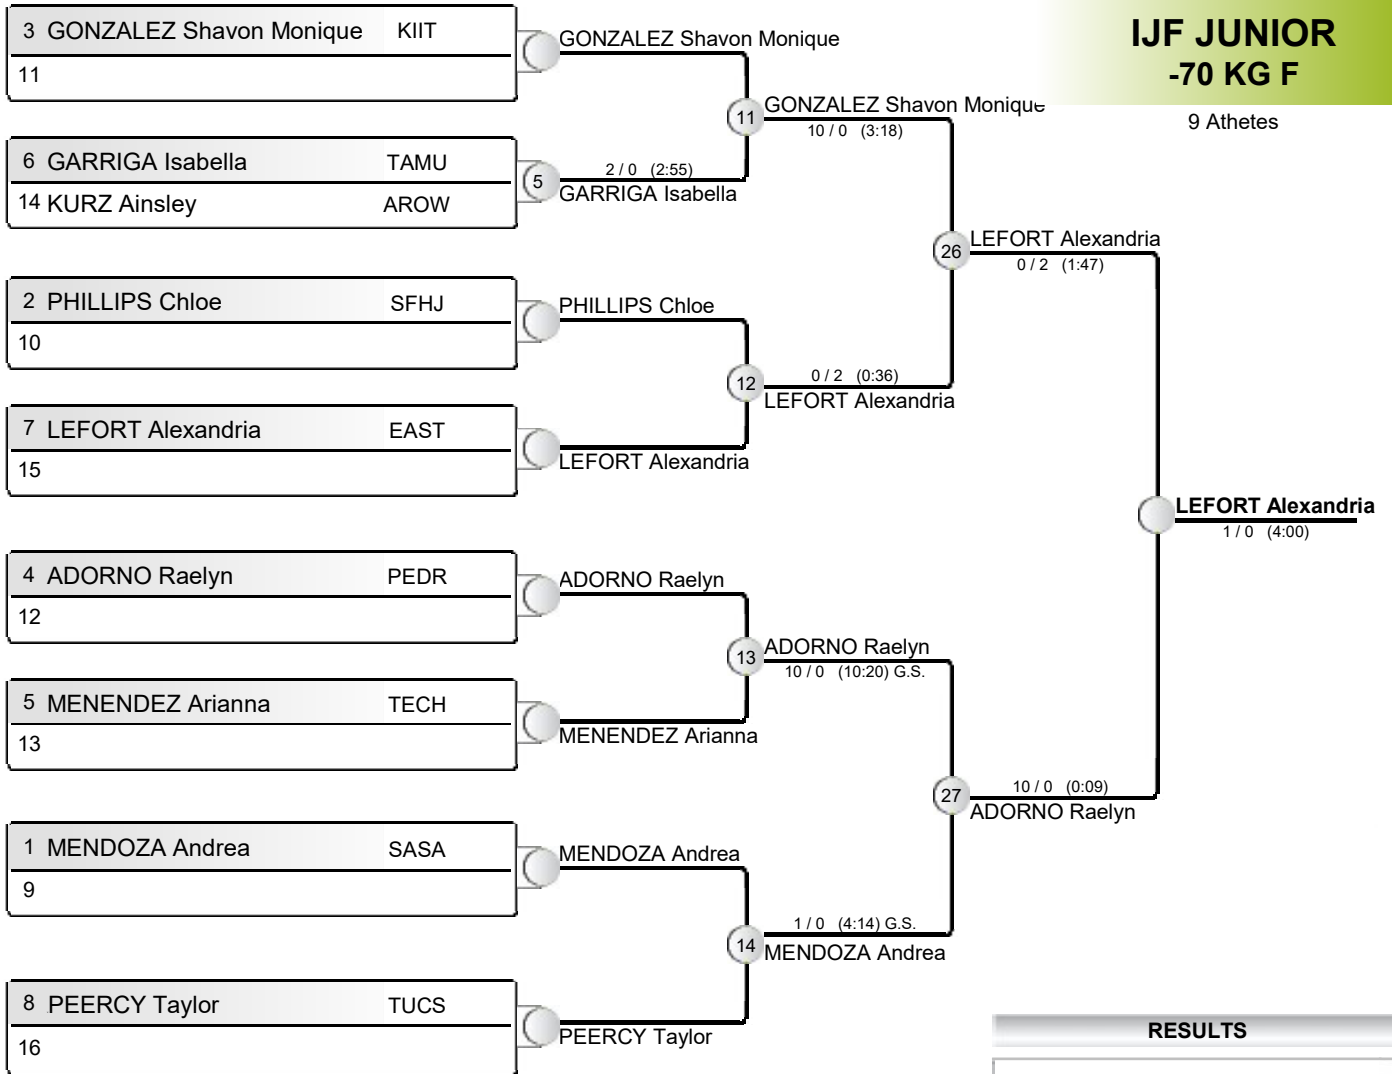 IJF JUNIOR
-70 KG F
9 Athetes
3 GONZALEZ Shavon Monique KIIT
11
6 GARRIGA Isabella TAMU
14 KURZ Ainsley AROW
2 PHILLIPS Chloe SFHJ
10
7 LEFORT Alexandria EAST
15
4 ADORNO Raelyn PEDR
12
5 MENENDEZ Arianna TECH
13
1 MENDOZA Andrea SASA
9
8 PEERCY Taylor TUCS
16
GONZALEZ Shavon Monique
5
2 / 0 (2:55)
GARRIGA Isabella
PHILLIPS Chloe
LEFORT Alexandria
ADORNO Raelyn
MENENDEZ Arianna
MENDOZA Andrea
PEERCY Taylor
11
GONZALEZ Shavon Monique
10 / 0 (3:18)
12
0 / 2 (0:36)
LEFORT Alexandria
13
ADORNO Raelyn
10 / 0 (10:20) G.S.
14
1 / 0 (4:14) G.S.
MENDOZA Andrea
26
LEFORT Alexandria
0 / 2 (1:47)
27
10 / 0 (0:09)
ADORNO Raelyn
LEFORT Alexandria
1 / 0 (4:00)
RESULTS